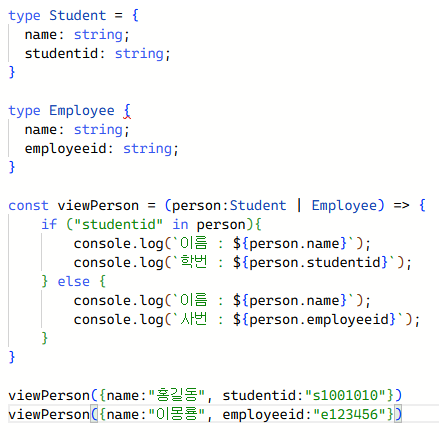 type Student = {
  name: string;
  studentid: string;
}

type Employee {
  name: string;
  employeeid: string;
}

const viewPerson = (person:Student | Employee) => {
    if ("studentid" in person){
        console.log(`이름 : ${person.name}`);
        console.log(`학번 : ${person.studentid}`);
    } else {
        console.log(`이름 : ${person.name}`);
        console.log(`사번 : ${person.employeeid}`);
    }
}

viewPerson({name:"홍길동", studentid:"s1001010"})
viewPerson({name:"이몽룡", employeeid:"e123456"})